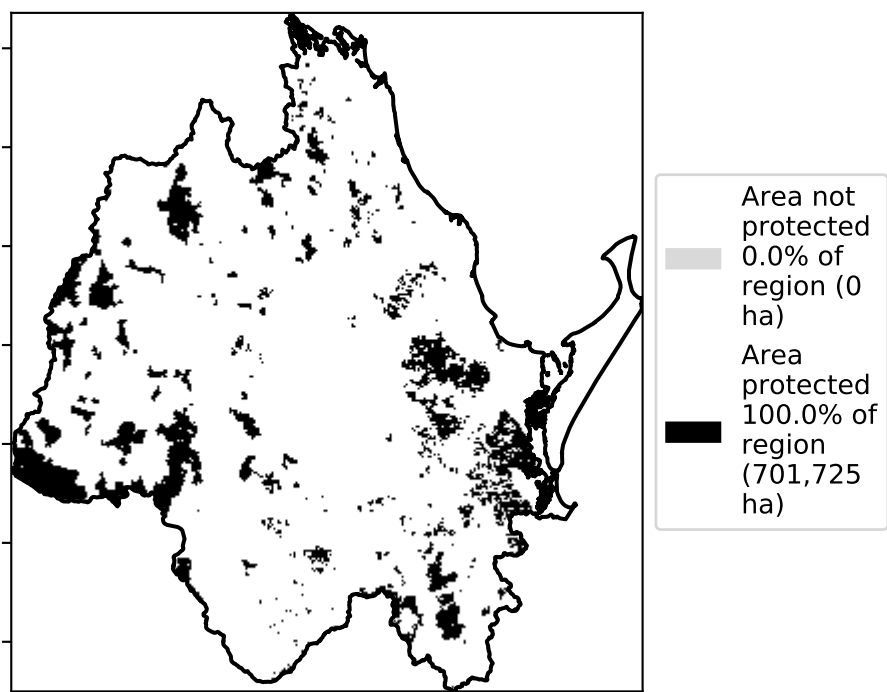 Area not
protected
0.0% of
region (0
ha)
Area
protected
100.0% of
region
(701,725
ha)